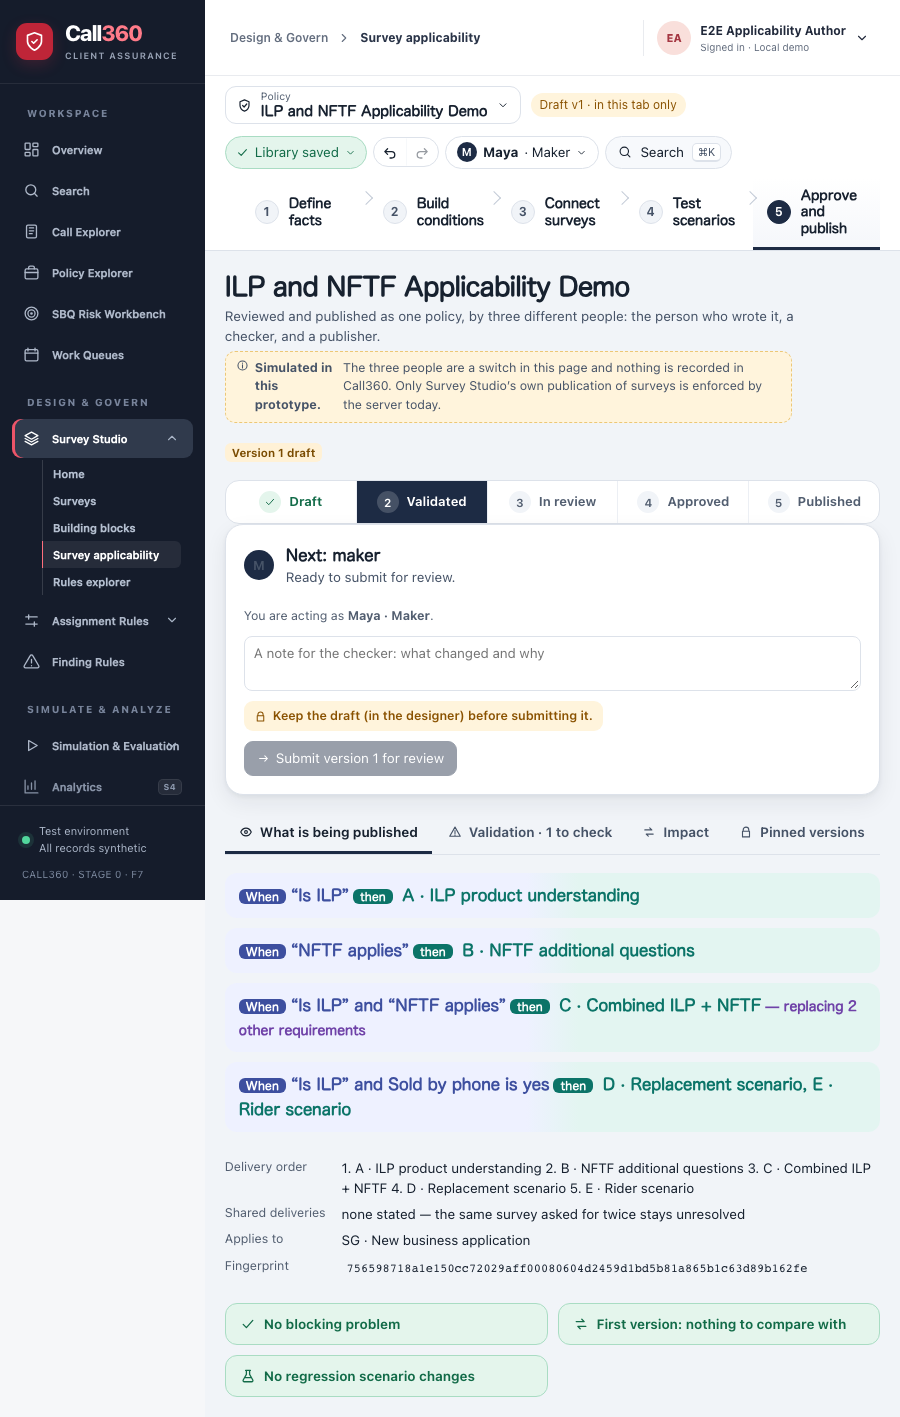 Call360
CLIENT ASSURANCE
WORKSPACE
Overview
Search
Call Explorer
Policy Explorer
SBQ Risk Workbench
Work Queues
DESIGN & GOVERN
Survey Studio
Home
Surveys
Building blocks
Survey applicability
Rules explorer
Assignment Rules
Finding Rules
SIMULATE & ANALYZE
Simulation & Evaluation
Analytics S4
Test environment
All records synthetic
CALL360 · STAGE 0 · F7
Design & Govern > Survey applicability
EA
E2E Applicability Author
Signed in · Local demo
Policy
ILP and NFTF Applicability Demo
Draft v1 · in this tab only
Library saved
M Maya · Maker
Search ⌘K
1 Define facts
2 Build conditions
3 Connect surveys
4 Test scenarios
5 Approve and publish
ILP and NFTF Applicability Demo
Reviewed and published as one policy, by three different people: the person who wrote it, a
checker, and a publisher.
Simulated in this prototype.
The three people are a switch in this page and nothing is recorded in
Call360. Only Survey Studio's own publication of surveys is enforced by
the server today.
Version 1 draft
Draft
2 Validated
3 In review
4 Approved
5 Published
M
Next: maker
Ready to submit for review.
You are acting as Maya · Maker.
A note for the checker: what changed and why
Keep the draft (in the designer) before submitting it.
→ Submit version 1 for review
What is being published
Validation · 1 to check
Impact
Pinned versions
When “Is ILP” then A · ILP product understanding
When “NFTF applies” then B · NFTF additional questions
When “Is ILP” and “NFTF applies” then C · Combined ILP + NFTF — replacing 2
other requirements
When “Is ILP” and Sold by phone is yes then D · Replacement scenario, E ·
Rider scenario
Delivery order
1. A · ILP product understanding 2. B · NFTF additional questions 3. C · Combined ILP
+ NFTF 4. D · Replacement scenario 5. E · Rider scenario
Shared deliveries
none stated — the same survey asked for twice stays unresolved
Applies to
SG · New business application
Fingerprint
756598718a1e150cc72029aff00080604d2459d1bd5b81a865b1c63d89b162fe
No blocking problem
First version: nothing to compare with
No regression scenario changes